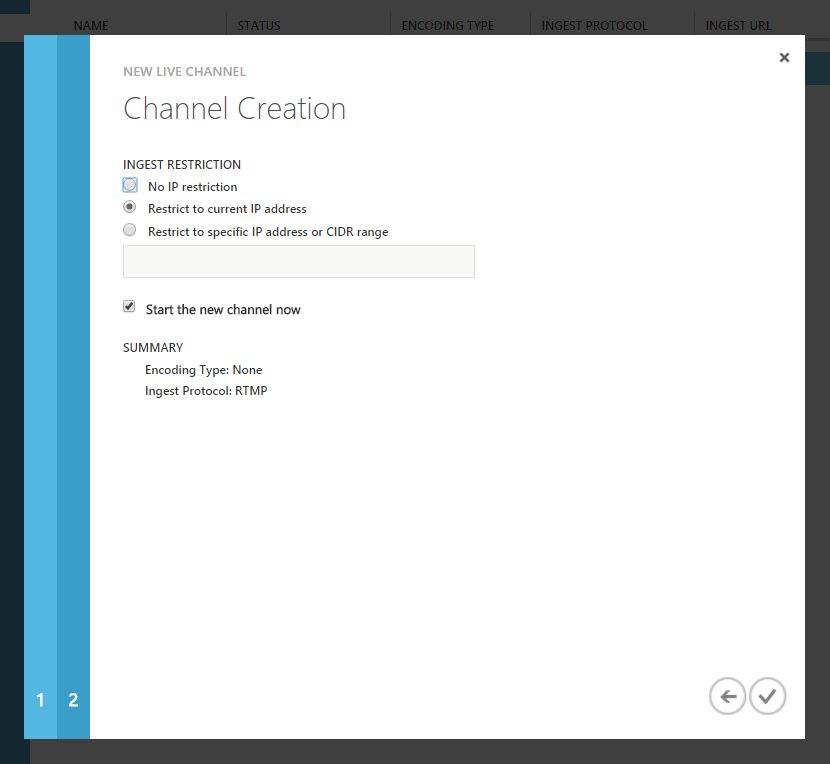 NAME STATUS ENCODING TYPE INGEST PROTOCOL INGEST URL
NEW LIVE CHANNEL
Channel Creation
INGEST RESTRICTION
No IP restriction
Restrict to current IP address
Restrict to specific IP address or CIDR range
Start the new channel now
SUMMARY
Encoding Type: None
Ingest Protocol: RTMP
1 2